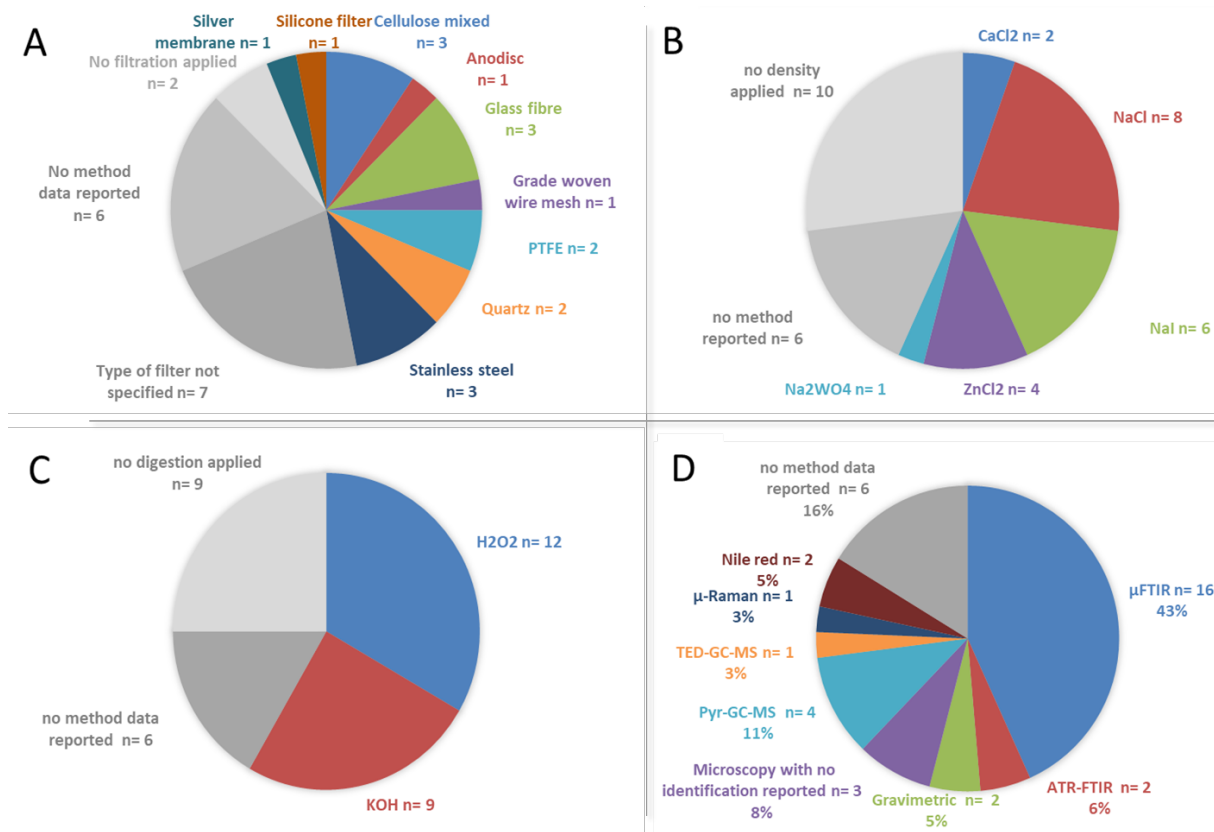 A
Silver
membrane n= 1
Silicone filter
n= 1
Cellulose mixed
n= 3
No filtration applied
n= 2
Anodisc
n= 1
Glass fibre
n= 3
No method
data reported
n= 6
Grade woven
wire mesh n= 1
PTFE n= 2
Quartz n= 2
Type of filter not
specified n= 7
Stainless steel
n= 3
B
CaCl2 n= 2
no density
applied n= 10
NaCl n= 8
no method
reported n= 6
NaI n= 6
Na2WO4 n= 1
ZnCl2 n= 4
C
no digestion applied
n= 9
H2O2 n= 12
no method data
reported n= 6
KOH n= 9
D
no method data
reported n= 6
16%
Nile red n= 2
5%
µFTIR n= 16
43%
µ-Raman n= 1
3%
TED-GC-MS n= 1
3%
Pyr-GC-MS n= 4
11%
Microscopy with no
identification reported n= 3
8%
Gravimetric n= 2
5%
ATR-FTIR n= 2
6%